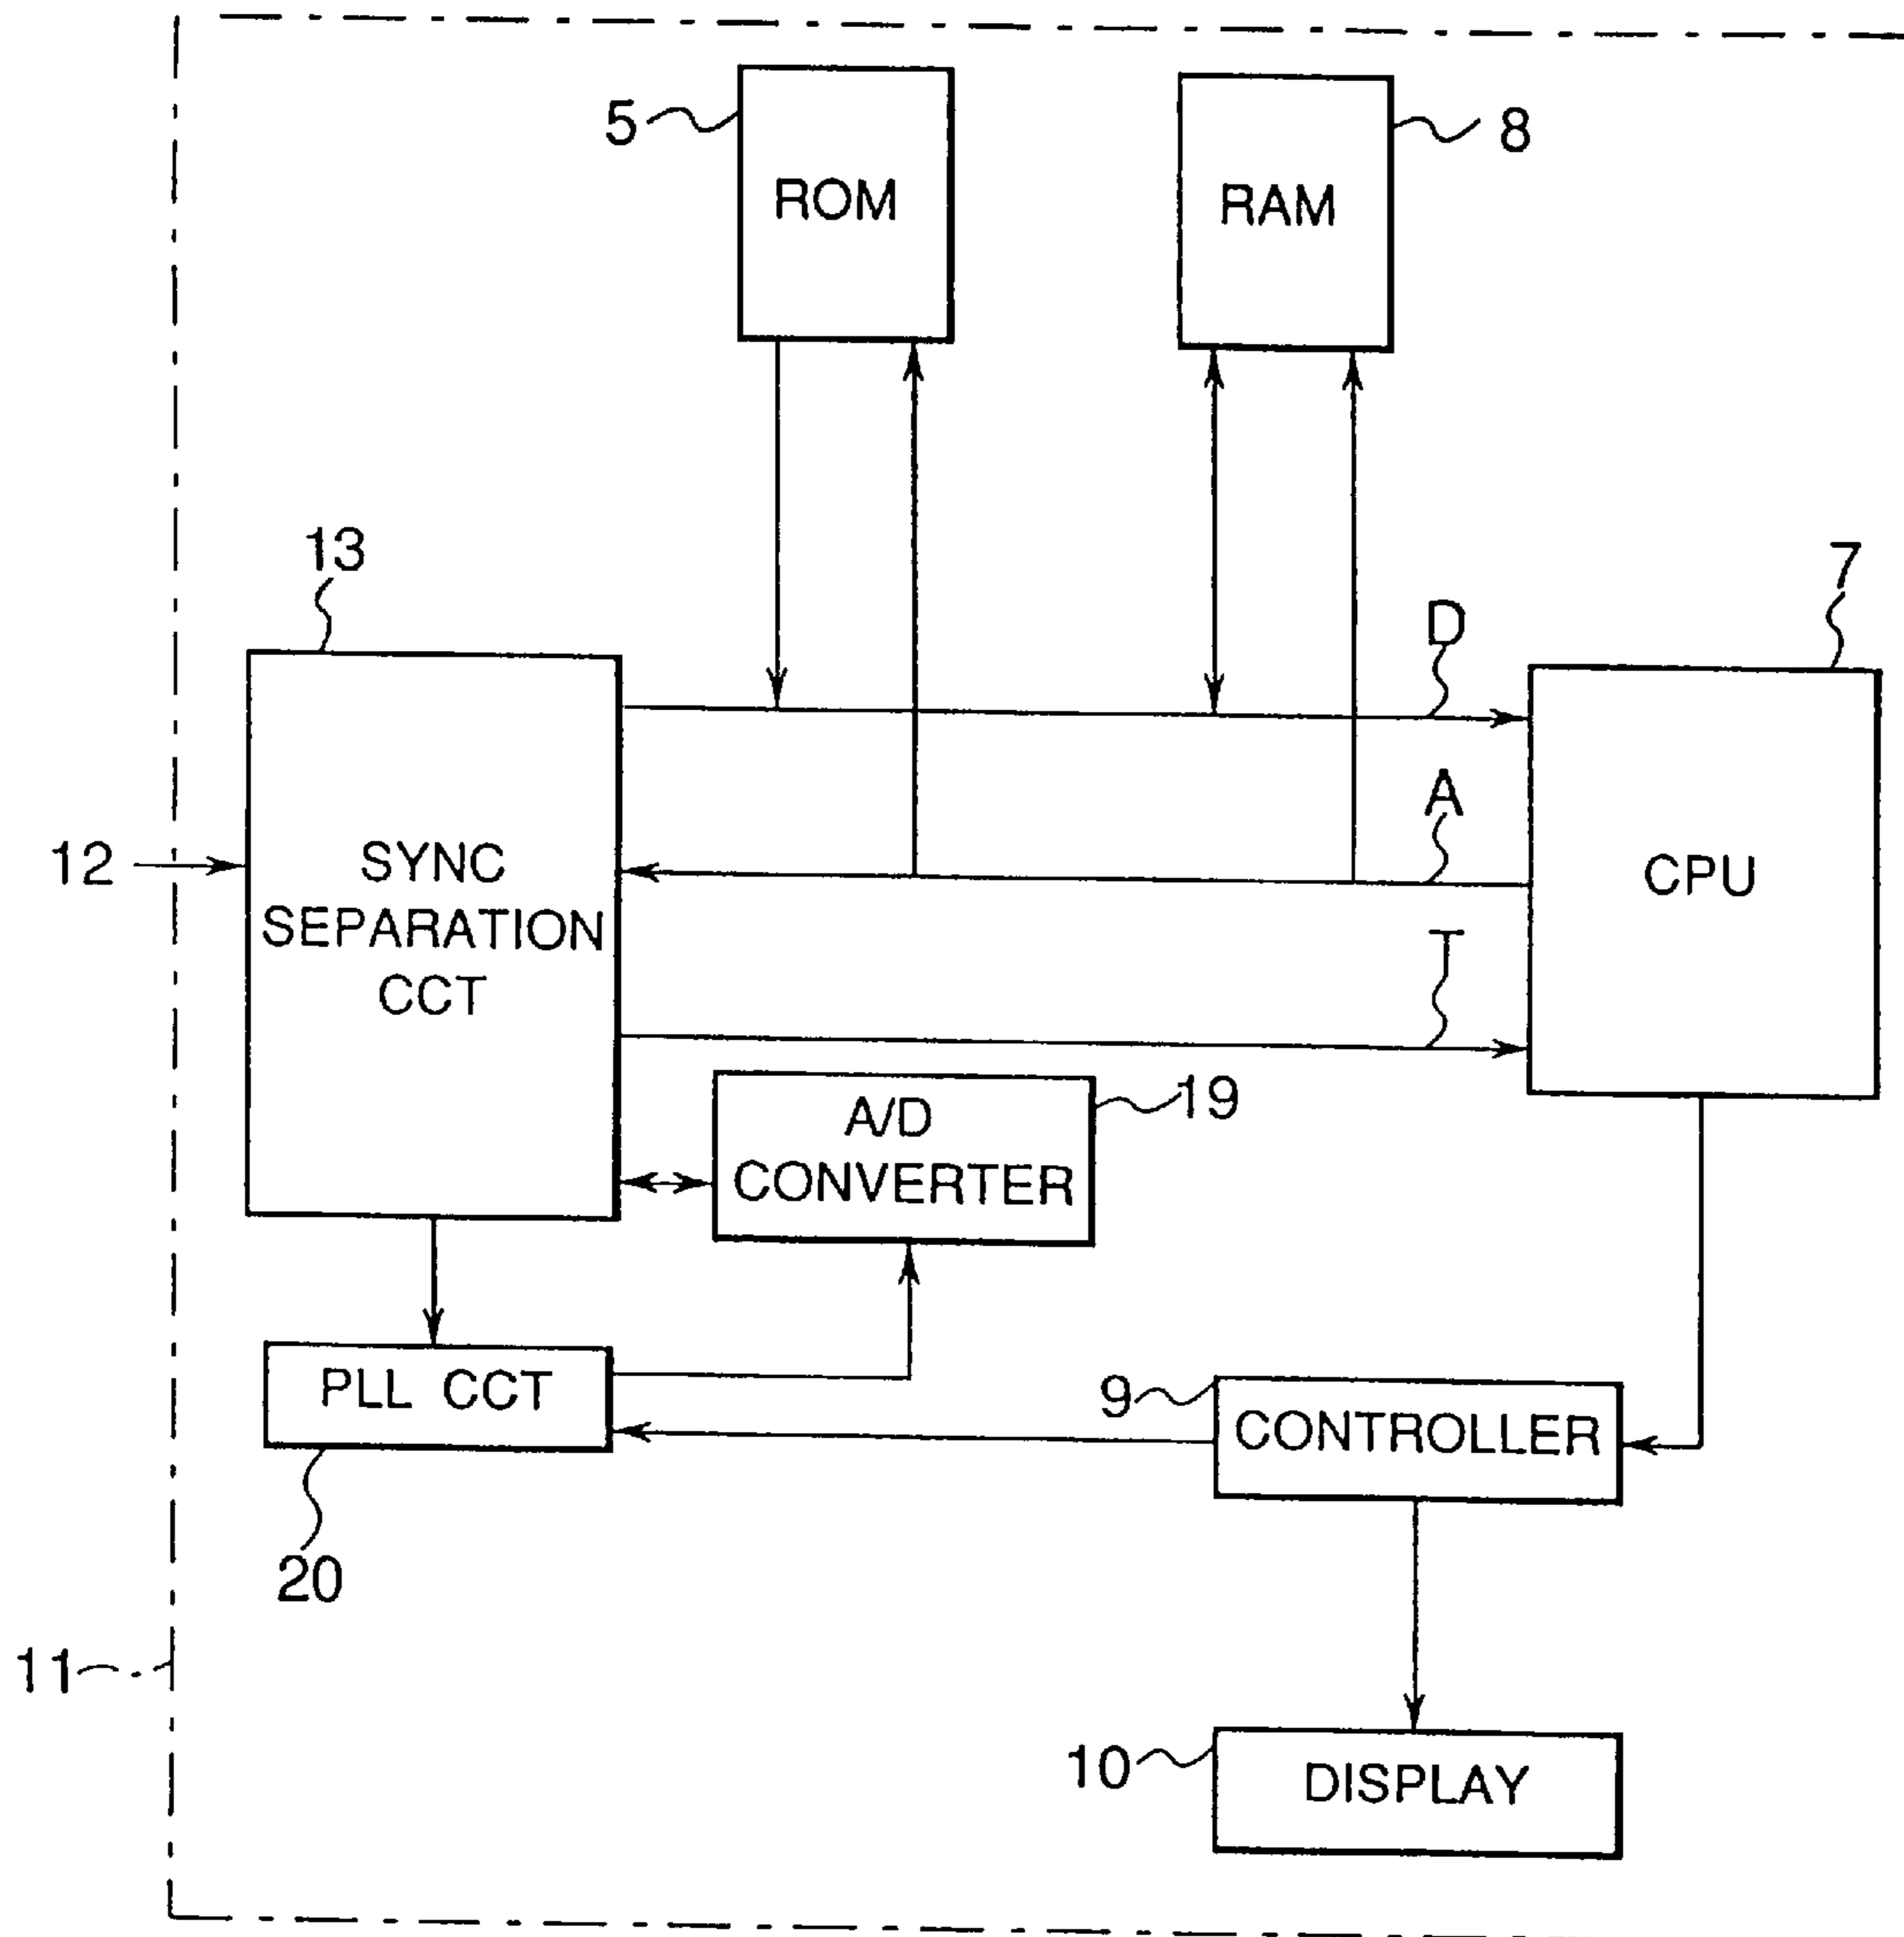 5
ROM
RAM
8
13
7
D
A
12
SYNC
SEPARATION
CCT
CPU
T
A/D
CONVERTER
19
PLL CCT
9
CONTROLLER
20
11
10
DISPLAY